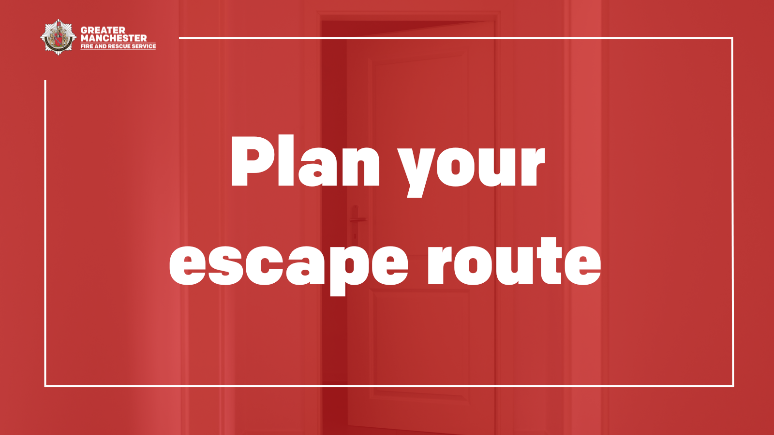 GREATER
MANCHESTER
FIRE AND RESCUE SERVICE
Plan your
escape route